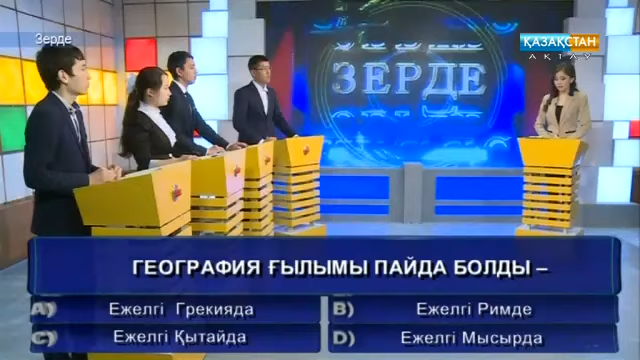 Зерде
ҚАЗАҚСТАН
АҚТАУ
ЗЕРДЕ
ГЕОГРАФИЯ ҒЫЛЫМЫ ПАЙДА БОЛДЫ –
A) Ежелгі Грекияда
B) Ежелгі Римде
C) Ежелгі Қытайда
D) Ежелгі Мысырда